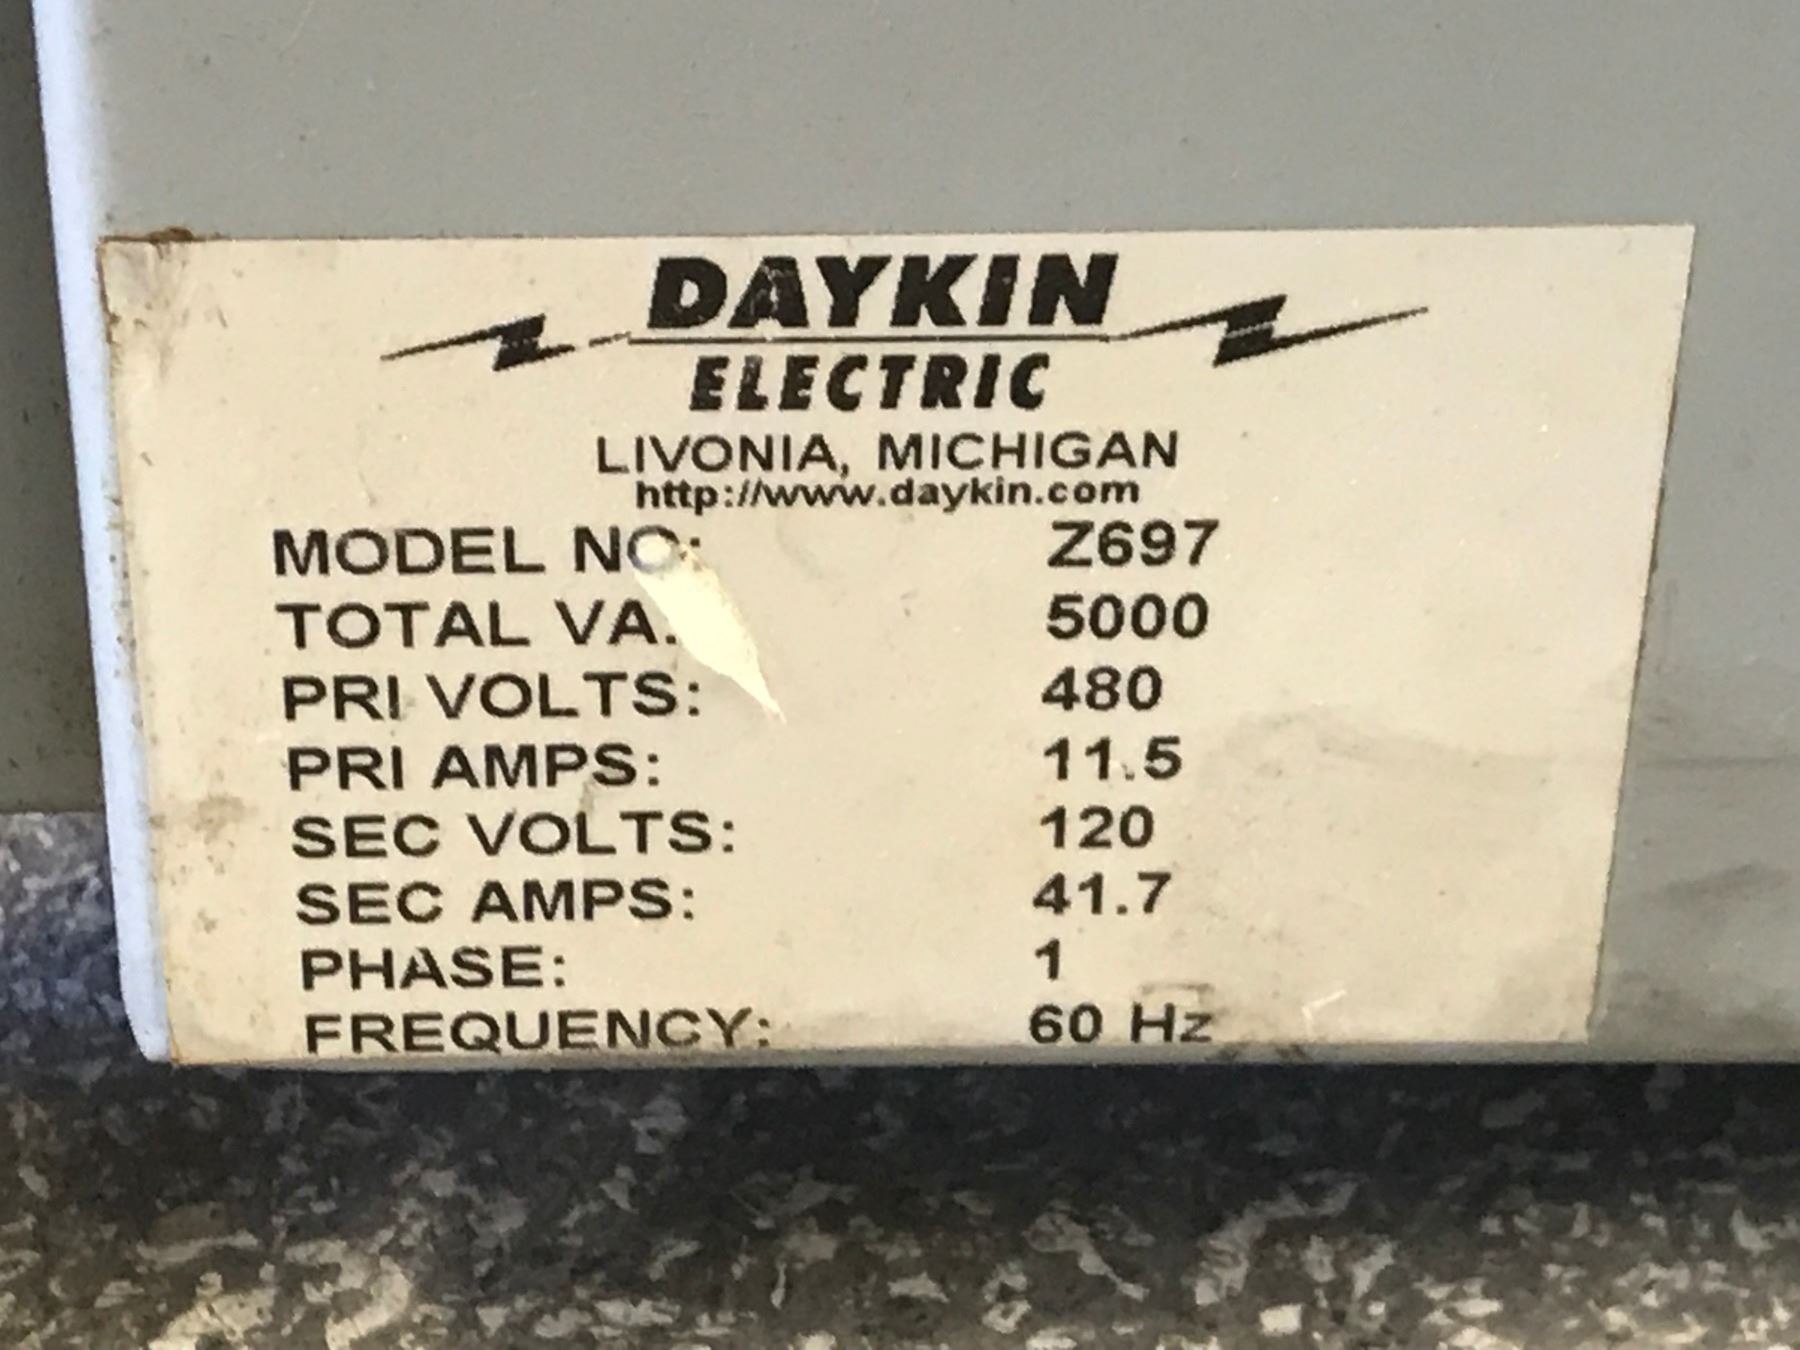 DAYKIN
ELECTRIC
LIVONIA, MICHIGAN
http://www.daykin.com
MODEL NO: Z697
TOTAL VA: 5000
PRI VOLTS: 480
PRI AMPS: 11.5
SEC VOLTS: 120
SEC AMPS: 41.7
PHASE: 1
FREQUENCY: 60 Hz